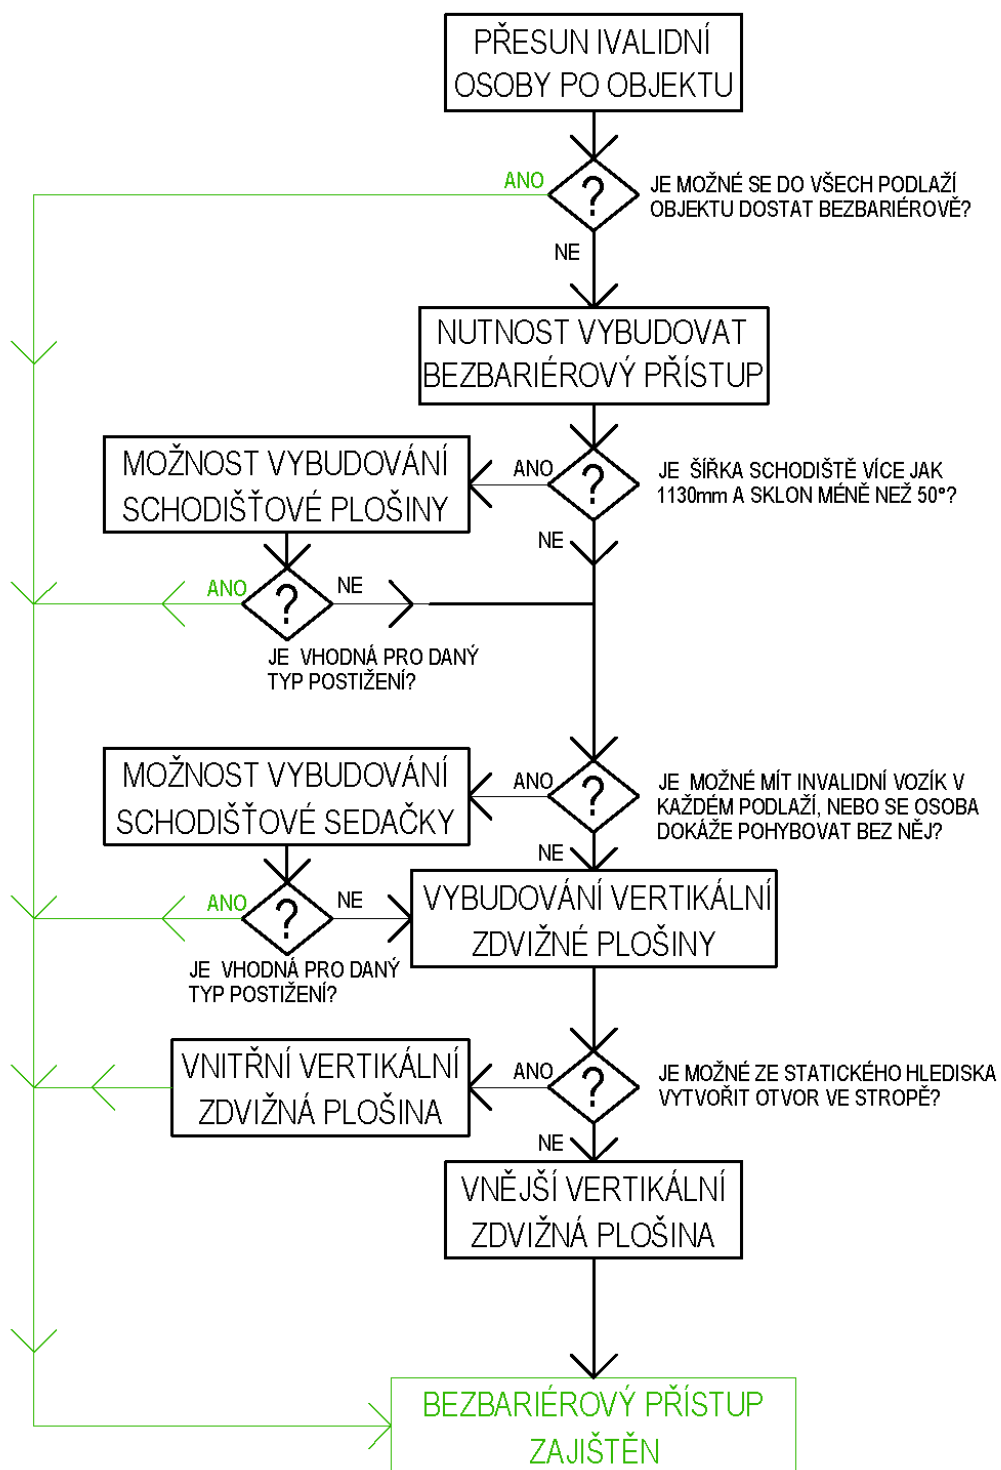 PŘESUN IVALIDNÍ
OSOBY PO OBJEKTU
ANO
?
JE MOŽNÉ SE DO VŠECH PODLAŽÍ
OBJEKTU DOSTAT BEZBARIÉROVĚ?
NE
NUTNOST VYBUDOVAT
BEZBARIÉROVÝ PŘÍSTUP
MOŽNOST VYBUDOVÁNÍ
SCHODIŠŤOVÉ PLOŠINY
ANO
?
JE ŠÍŘKA SCHODIŠTĚ VÍCE JAK
1130mm A SKLON MÉNĚ NEŽ 50°?
NE
ANO
?
NE
JE VHODNÁ PRO DANÝ
TYP POSTIŽENÍ?
MOŽNOST VYBUDOVÁNÍ
SCHODIŠŤOVÉ SEDAČKY
ANO
?
JE MOŽNÉ MÍT INVALIDNÍ VOZÍK V
KAŽDÉM PODLAŽÍ, NEBO SE OSOBA
DOKÁŽE POHYBOVAT BEZ NĚJ?
NE
ANO
?
NE
JE VHODNÁ PRO DANÝ
TYP POSTIŽENÍ?
VYBUDOVÁNÍ VERTIKÁLNÍ
ZDVIŽNÉ PLOŠINY
VNITŘNÍ VERTIKÁLNÍ
ZDVIŽNÁ PLOŠINA
ANO
?
JE MOŽNÉ ZE STATICKÉHO HLEDISKA
VYTVOŘIT OTVOR VE STROPĚ?
NE
VNĚJŠÍ VERTIKÁLNÍ
ZDVIŽNÁ PLOŠINA
BEZBARIÉROVÝ PŘÍSTUP
ZAJIŠTĚN